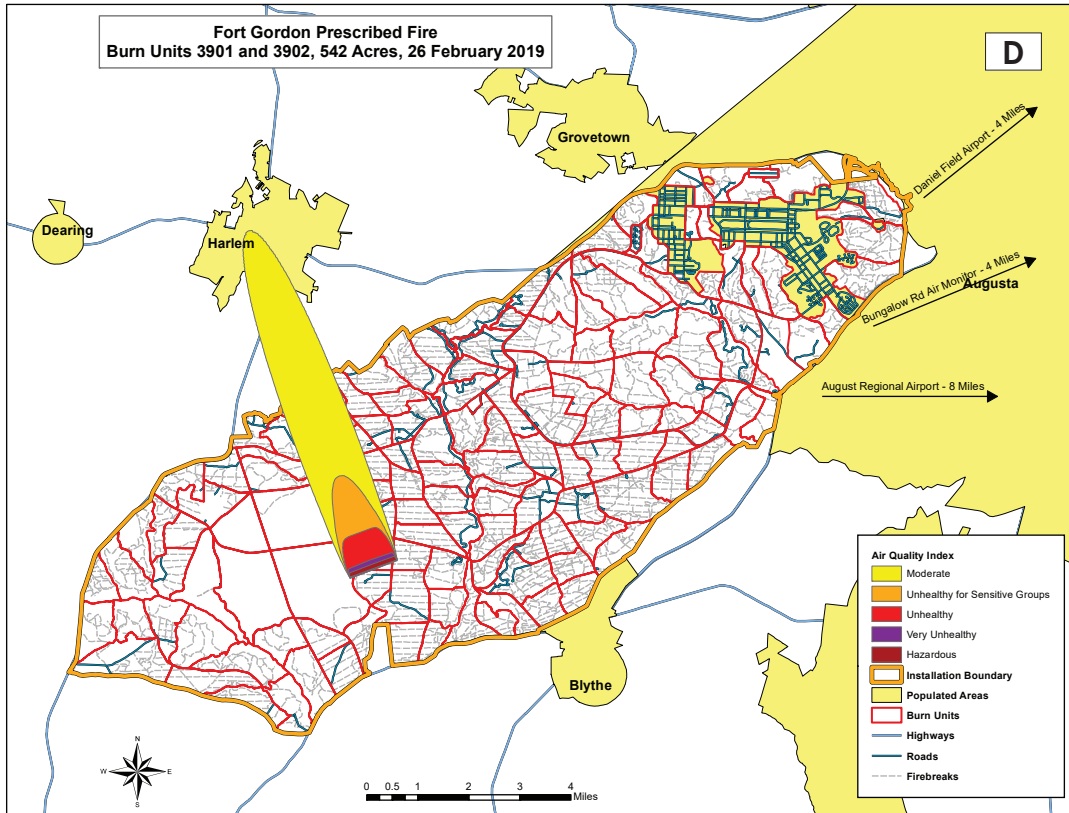 Fort Gordon Prescribed Fire
Burn Units 3901 and 3902, 542 Acres, 26 February 2019
D
Grovetown
Daniel Field Airport - 4 Miles
Dearing
Harlem
Bungalow Rd Air Monitor - 4 Miles
Augusta
August Regional Airport - 8 Miles
Blythe
Air Quality Index
Moderate
Unhealthy for Sensitive Groups
Unhealthy
Very Unhealthy
Hazardous
Installation Boundary
Populated Areas
Burn Units
Highways
Roads
Firebreaks
N
W E
S
0 0.5 1 2 3 4
Miles